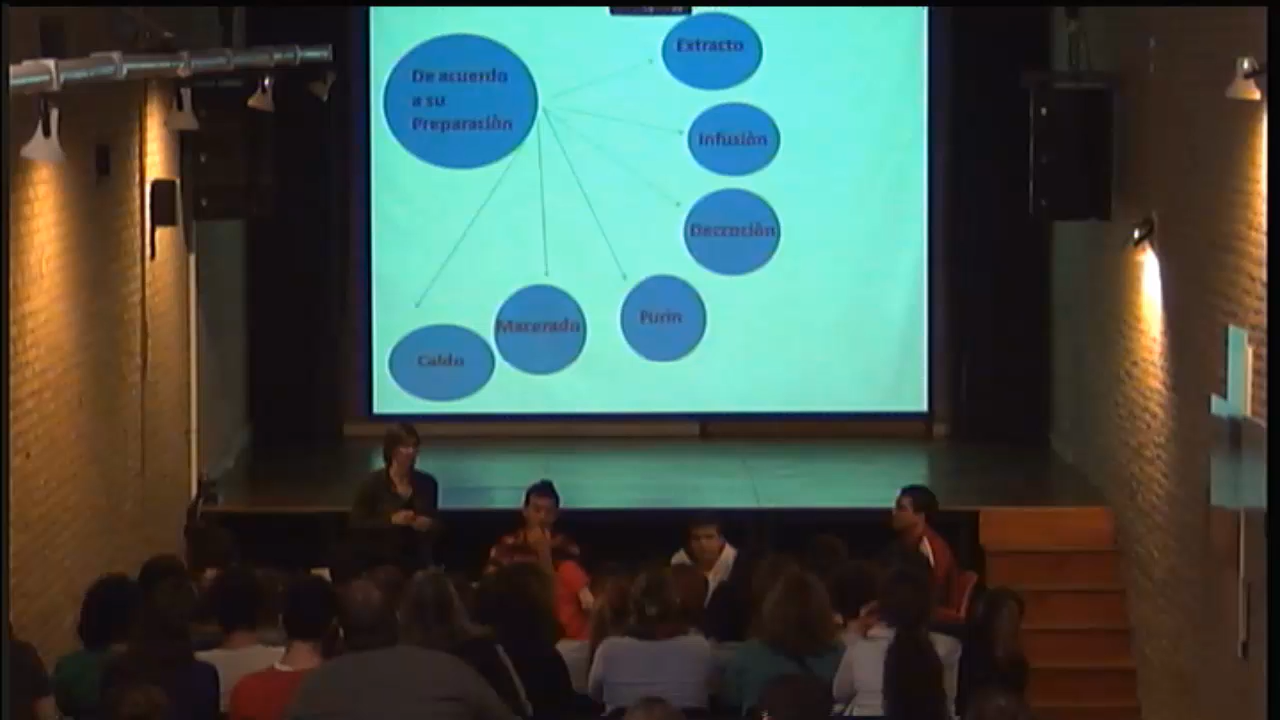 De acuerdo
a su
Preparasiòn
Extracto
Infusiòn
Decocciòn
Purin
Macerado
Caldo